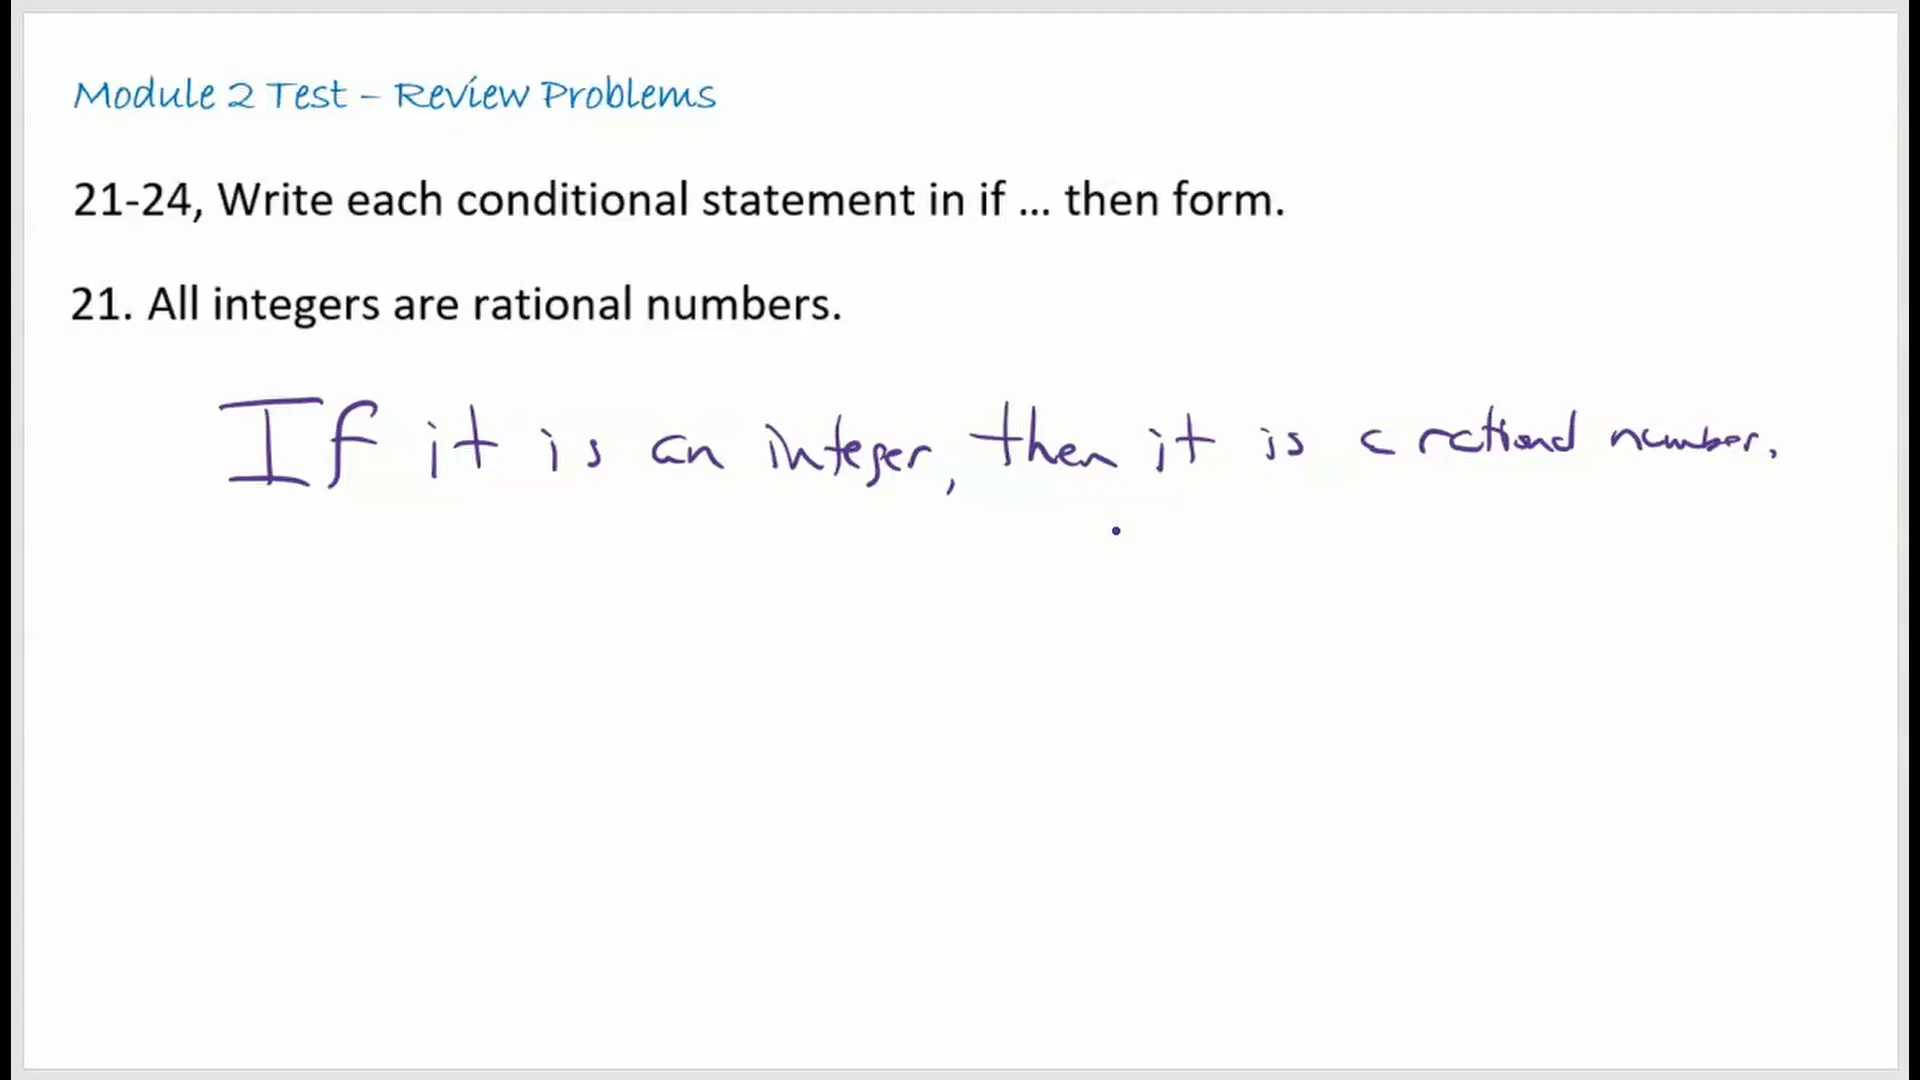 Module 2 Test – Review Problems
21-24, Write each conditional statement in if ... then form.
21. All integers are rational numbers.
If it is an integer, then it is a rational number.